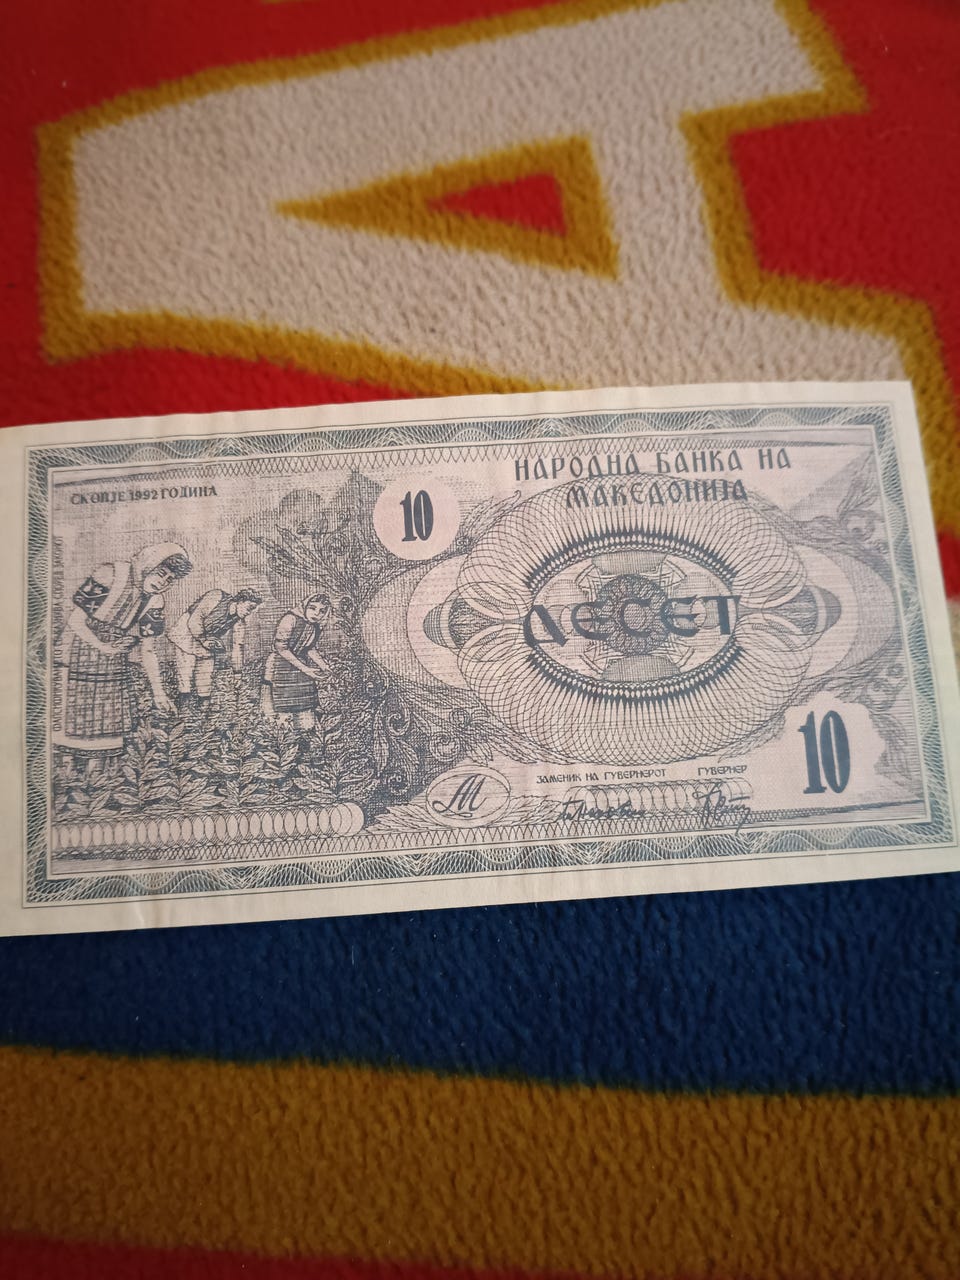 НАРОДНА БАНКА НА
МАКЕДОНИЈА
СКОПЈЕ 1992 ГОДИНА
10
ДЕСЕТ
10
ЗАМЕНИК НА ГУВЕРНЕРОТ ГУВЕРНЕР
М
A